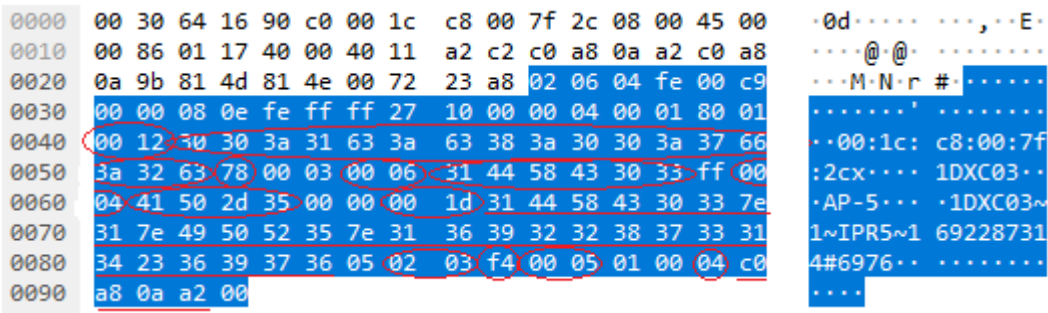 0000 00 30 64 16 90 c0 00 1c c8 00 7f 2c 08 00 45 00 ·0d····· ···,··E·
0010 00 86 01 17 40 00 40 11 a2 c2 c0 a8 0a a2 c0 a8 ····@·@· ········
0020 0a 9b 81 4d 81 4e 00 72 23 a8 02 06 04 fe 00 c9 ···M·N·r #·······
0030 00 00 08 0e fe ff ff 27 10 00 00 04 00 01 80 01 ·······' ········
0040 00 12 30 30 3a 31 63 3a 63 38 3a 30 30 3a 37 66 ··00:1c: c8:00:7f
0050 3a 32 63 78 00 03 00 06 31 44 58 43 30 33 ff 00 :2cx···· 1DXC03··
0060 04 41 50 2d 35 00 00 00 1d 31 44 58 43 30 33 7e ·AP-5··· ·1DXC03~
0070 31 7e 49 50 52 35 7e 31 36 39 32 32 38 37 33 31 1~IPR5~1 69228731
0080 34 23 36 39 37 36 05 02 03 f4 00 05 01 00 04 c0 4#6976·· ········
0090 a8 0a a2 00 ····